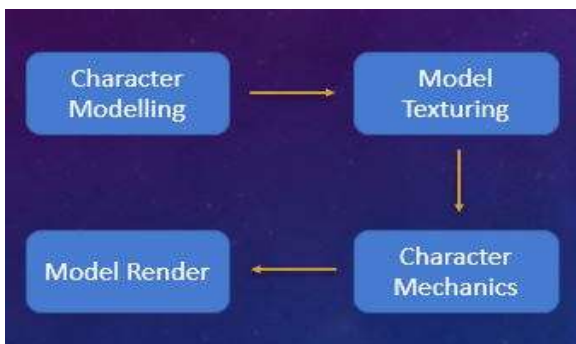 Character
Modelling
Model
Texturing
Character
Mechanics
Model Render